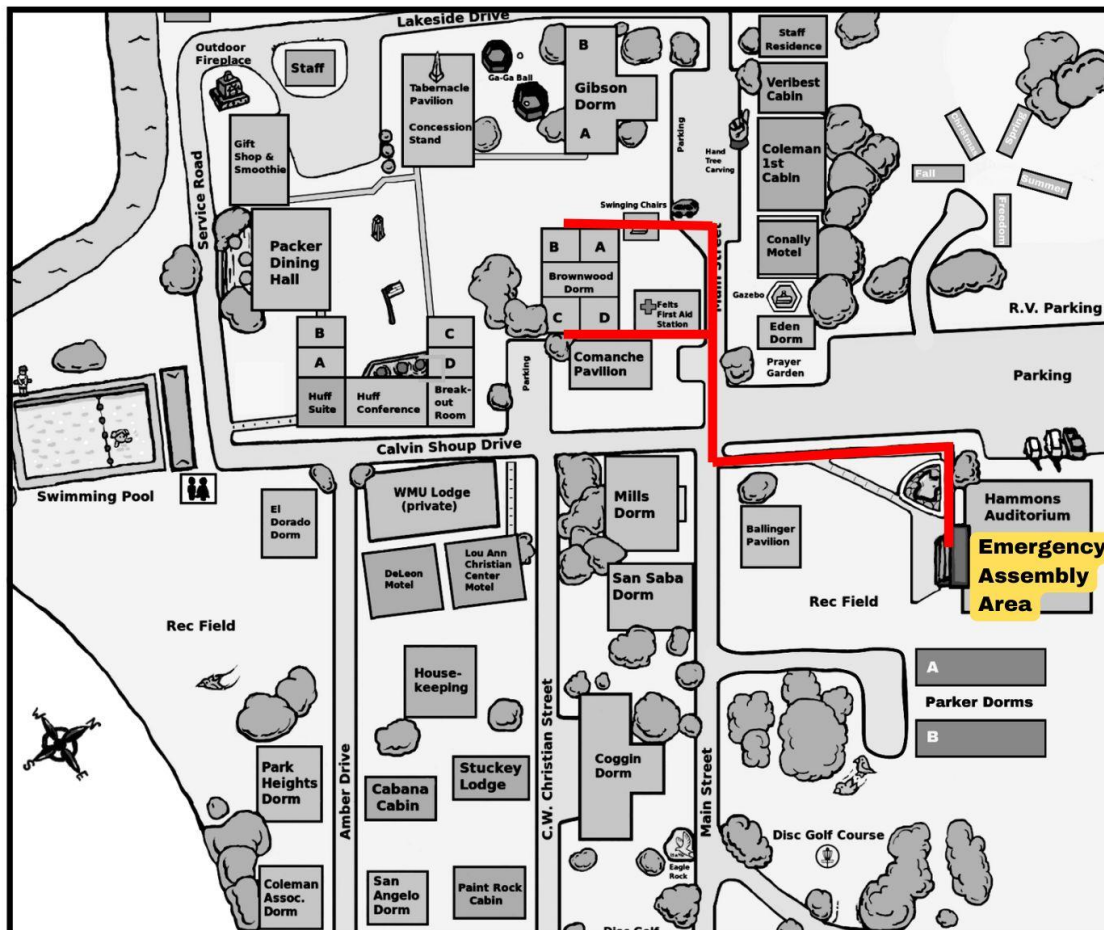 Lakeside Drive
Outdoor
Fireplace
Staff
Tabernacle
Pavilion
Concession
Stand
Ga-Ga Ball
B
Gibson
Dorm
A
Staff
Residence
Veribest
Cabin
Coleman
1st
Cabin
Hand
Tree
Carving
Parking
Christmas
Spring
Fall
Summer
Freedom
Gift
Shop &
Smoothie
Service Road
Packer
Dining
Hall
Swinging Chairs
B A
Brownwood
Dorm
C D
Felts
First Aid
Station
Main Street
Conally
Motel
Gazebo
Eden
Dorm
Prayer
Garden
R.V. Parking
Parking
B
A
C
D
Huff
Suite
Huff
Conference
Break-
out
Room
Parking
Comanche
Pavilion
Calvin Shoup Drive
Swimming Pool
El
Dorado
Dorm
WMU Lodge
(private)
DeLeon
Motel
Lou Ann
Christian
Center
Motel
Mills
Dorm
San Saba
Dorm
Ballinger
Pavilion
Hammons
Auditorium
Emergency
Assembly
Area
Rec Field
Rec Field
House-
keeping
A
Parker Dorms
B
N
W
S
E
Park
Heights
Dorm
Amber Drive
Cabana
Cabin
Stuckey
Lodge
C.W. Christian Street
Coggin
Dorm
Main Street
Eagle
Rock
Disc Golf Course
Coleman
Assoc.
Dorm
San
Angelo
Dorm
Paint Rock
Cabin
Disc Golf